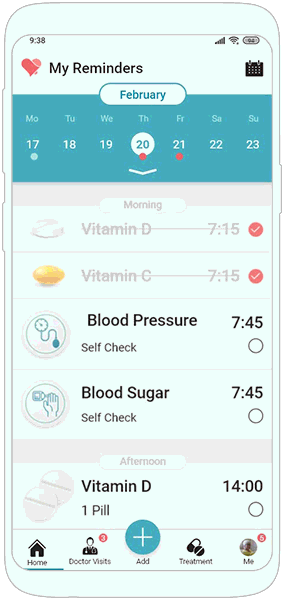 9:38
My Reminders
February
Mo Tu We Th Fr Sa Su
17 18 19 20 21 22 23
Morning
Vitamin D 7:15
Vitamin C 7:15
Blood Pressure 7:45
Self Check
Blood Sugar 7:45
Self Check
Afternoon
Vitamin D 14:00
1 Pill
3 5
Home Doctor Visits Add Treatment Me